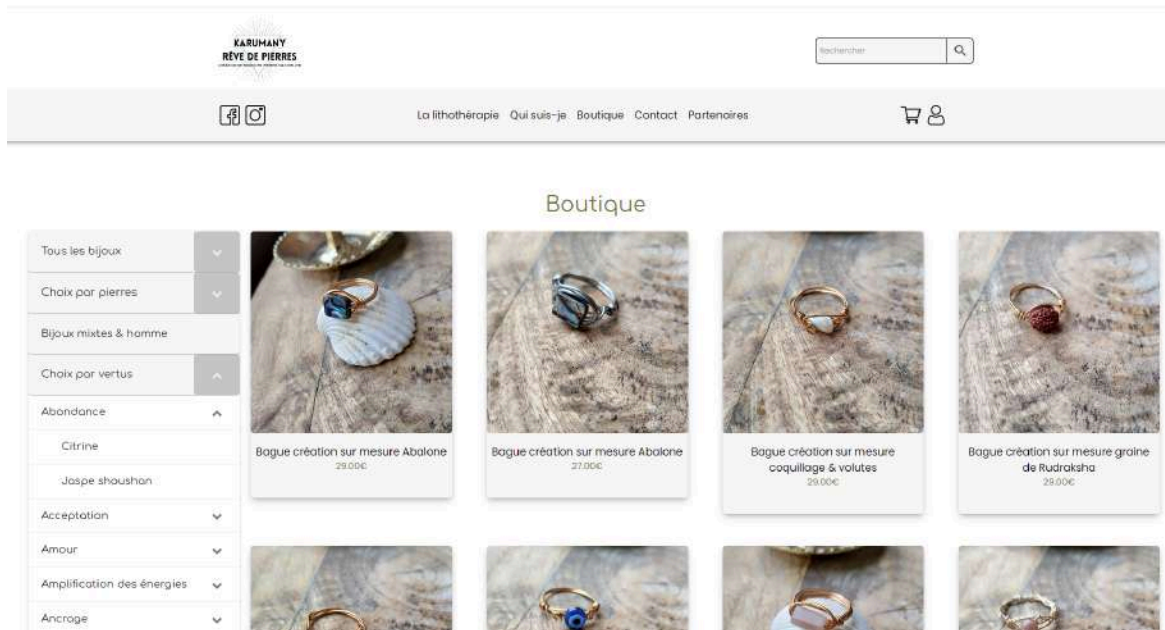 KARUMANY
RÊVE DE PIERRES
Rechercher
La lithothérapie Qui suis-je Boutique Contact Partenaires
Boutique
Tous les bijoux
Choix par pierres
Bijoux mixtes & homme
Choix par vertus
Abondance
Citrine
Jaspe shoushan
Acceptation
Amour
Amplification des énergies
Ancrage
Bague création sur mesure Abalone
29.00€
Bague création sur mesure Abalone
27.00€
Bague création sur mesure
coquillage & volutes
29.00€
Bague création sur mesure graine
de Rudraksha
29.00€